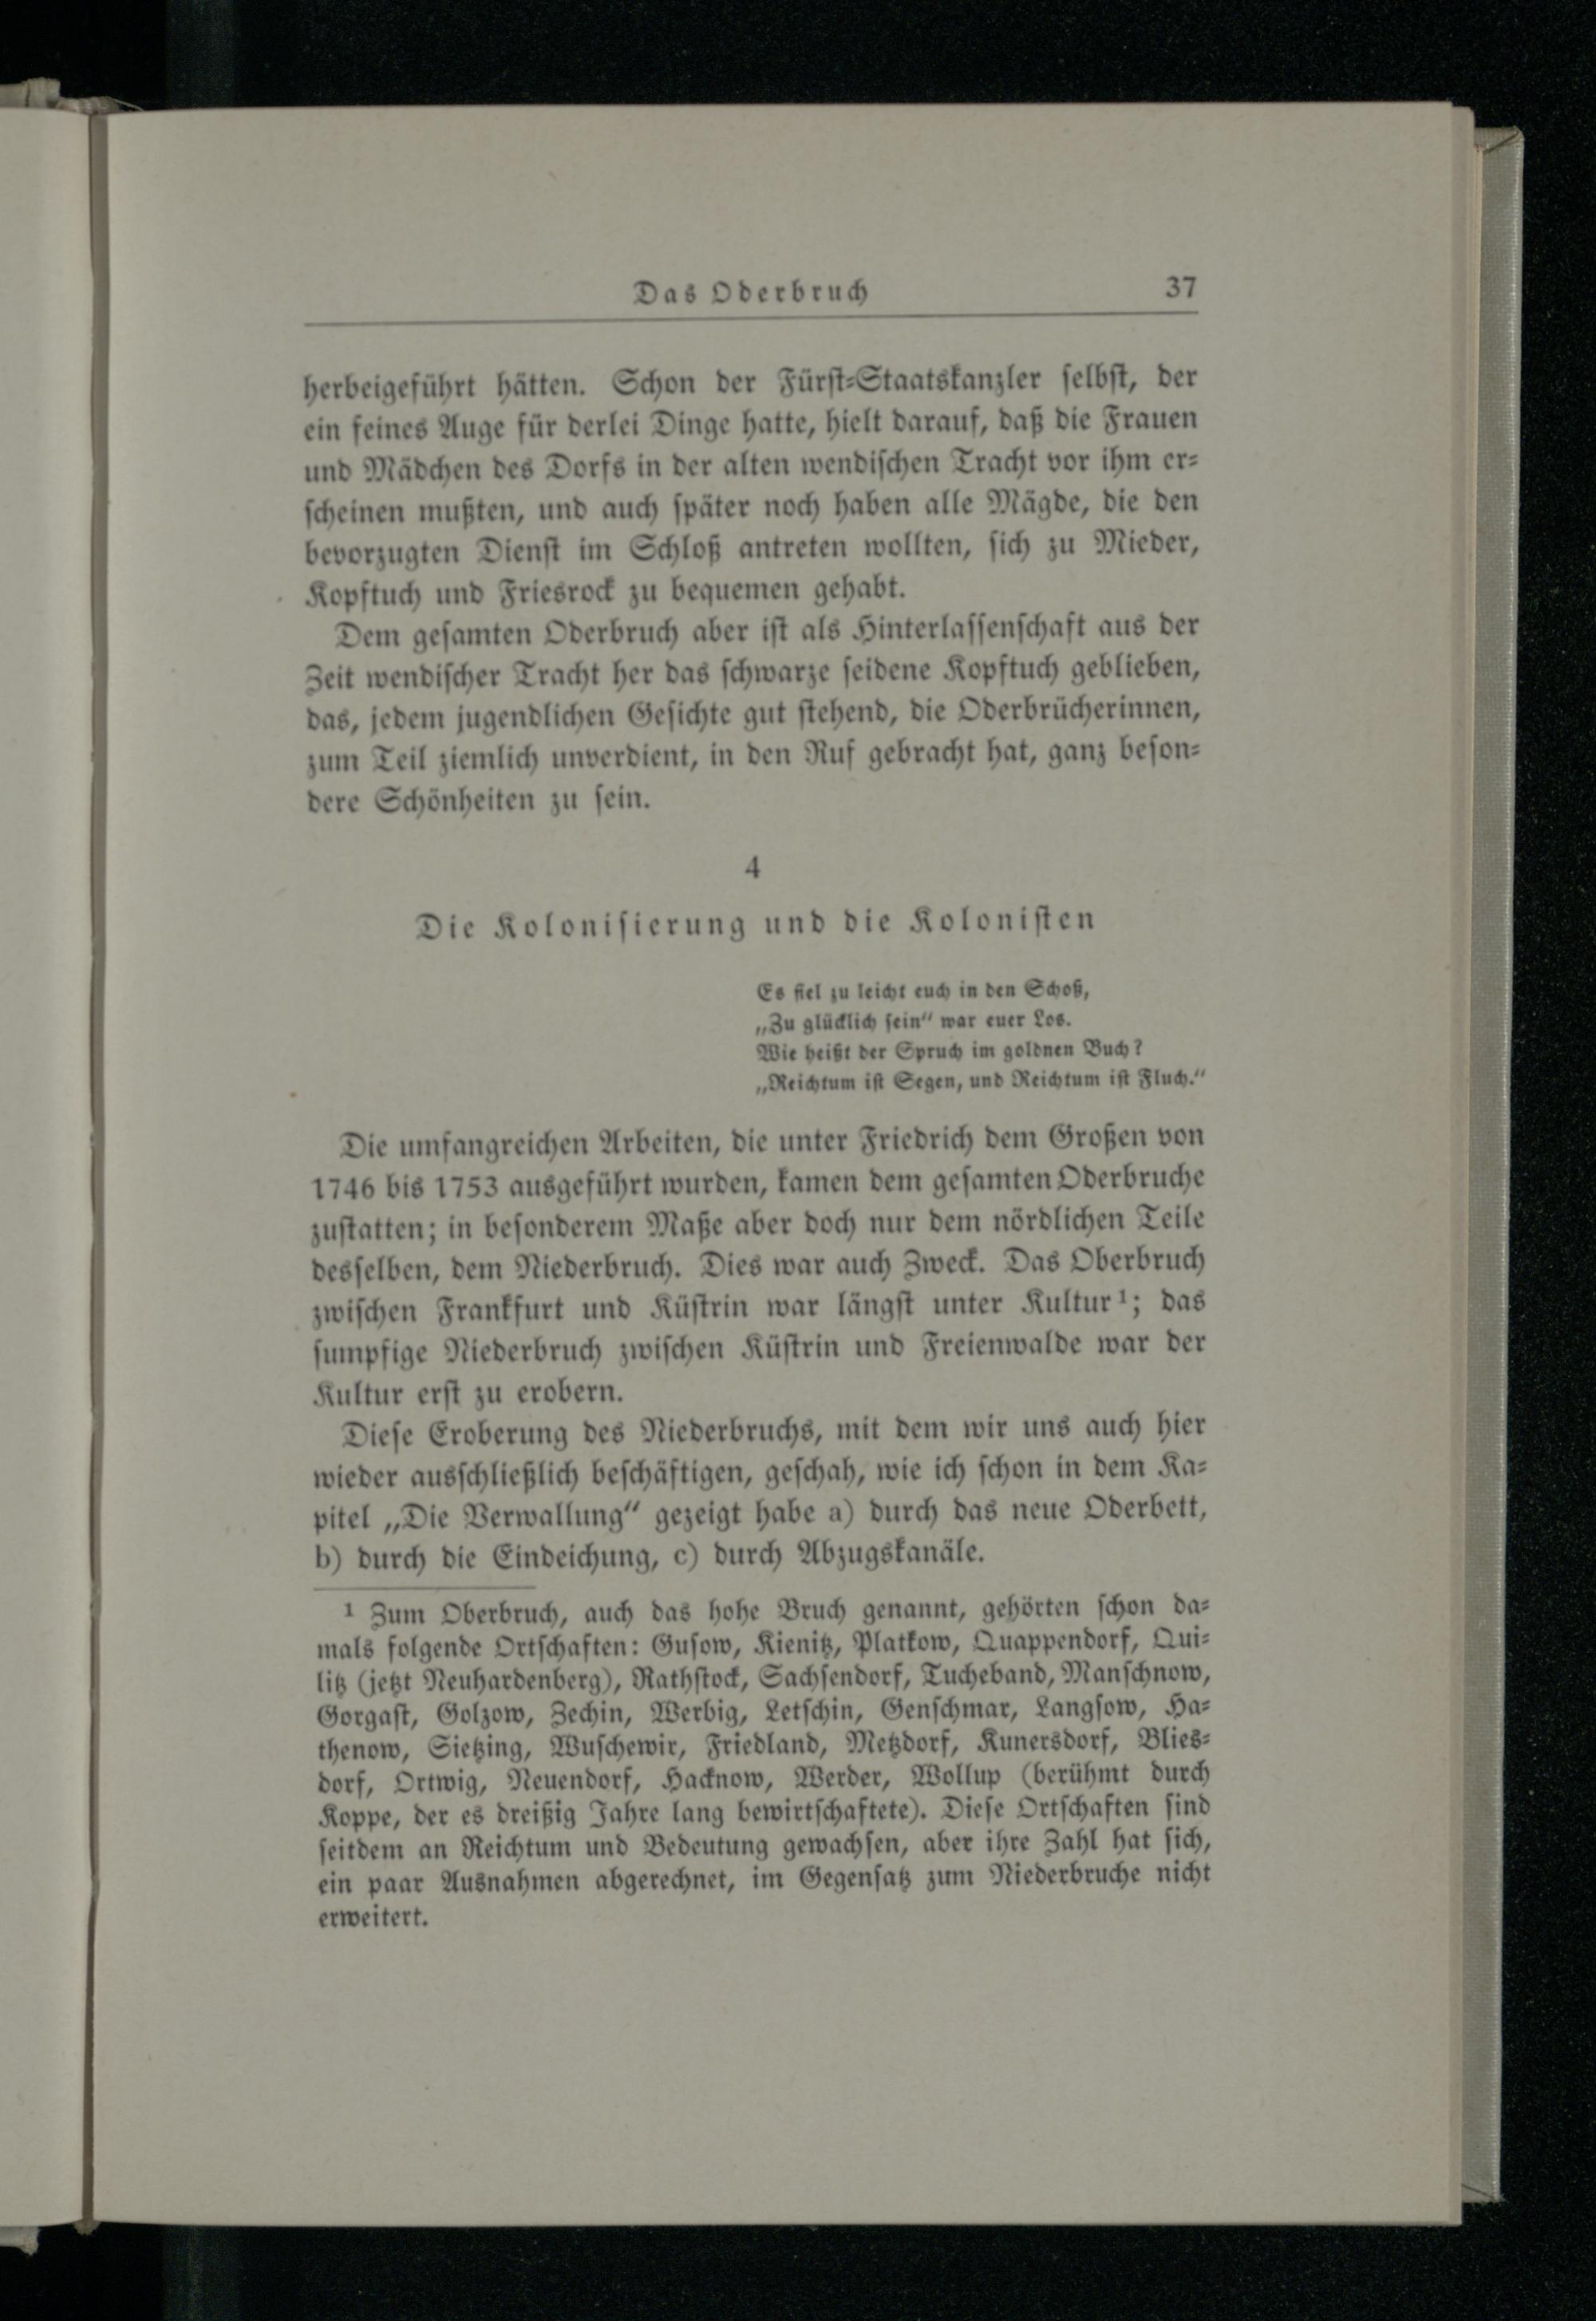 Das Oderbruch 37
herbeigeführt hätten. Schon der Fürst-Staatskanzler selbst, der
ein feines Auge für derlei Dinge hatte, hielt darauf, daß die Frauen
und Mädchen des Dorfs in der alten wendischen Tracht vor ihm er-
scheinen mußten, und auch später noch haben alle Mägde, die den
bevorzugten Dienst im Schloß antreten wollten, sich zu Mieder,
Kopftuch und Friesrock zu bequemen gehabt.
Dem gesamten Oderbruch aber ist als Hinterlassenschaft aus der
Zeit wendischer Tracht her das schwarze seidene Kopftuch geblieben,
das, jedem jugendlichen Gesichte gut stehend, die Oderbrücherinnen,
zum Teil ziemlich unverdient, in den Ruf gebracht hat, ganz beson-
dere Schönheiten zu sein.
4
Die Kolonisierung und die Kolonisten
Es fiel zu leicht euch in den Schoß,
„Zu glücklich sein“ war euer Los.
Wie heißt der Spruch im goldnen Buch?
„Reichtum ist Segen, und Reichtum ist Fluch.“
Die umfangreichen Arbeiten, die unter Friedrich dem Großen von
1746 bis 1753 ausgeführt wurden, kamen dem gesamten Oderbruche
zustatten; in besonderem Maße aber doch nur dem nördlichen Teile
desselben, dem Niederbruch. Dies war auch Zweck. Das Oberbruch
zwischen Frankfurt und Küstrin war längst unter Kultur¹; das
sumpfige Niederbruch zwischen Küstrin und Freienwalde war der
Kultur erst zu erobern.
Diese Eroberung des Niederbruchs, mit dem wir uns auch hier
wieder ausschließlich beschäftigen, geschah, wie ich schon in dem Ka-
pitel „Die Verwallung“ gezeigt habe a) durch das neue Oderbett,
b) durch die Eindeichung, c) durch Abzugskanäle.
¹ Zum Oberbruch, auch das hohe Bruch genannt, gehörten schon da-
mals folgende Ortschaften: Gusow, Kienitz, Platkow, Quappendorf, Qui-
litz (jetzt Neuhardenberg), Rathstock, Sachsendorf, Tucheband, Manschnow,
Gorgast, Golzow, Zechin, Werbig, Letschin, Genschmar, Langsow, Ha-
thenow, Sietzing, Wuschewir, Friedland, Metzdorf, Kunersdorf, Blies-
dorf, Ortwig, Neuendorf, Hacknow, Werder, Wollup (berühmt durch
Koppe, der es dreißig Jahre lang bewirtschaftete). Diese Ortschaften sind
seitdem an Reichtum und Bedeutung gewachsen, aber ihre Zahl hat sich,
ein paar Ausnahmen abgerechnet, im Gegensatz zum Niederbruche nicht
erweitert.